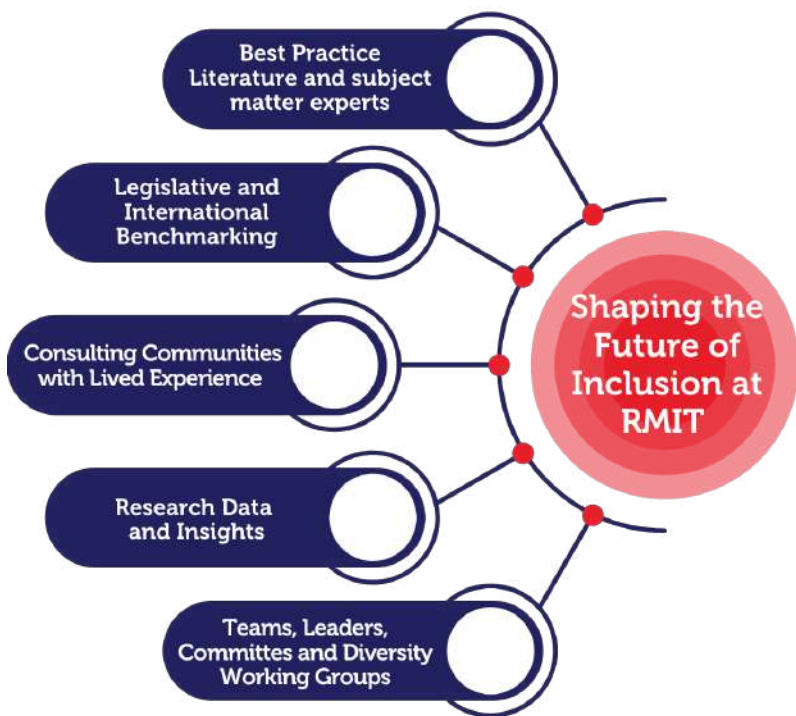 Best Practice
Literature and subject
matter experts
Legislative and
International
Benchmarking
Consulting Communities
with Lived Experience
Research Data
and Insights
Teams, Leaders,
Committes and Diversity
Working Groups
Shaping the
Future of
Inclusion at
RMIT